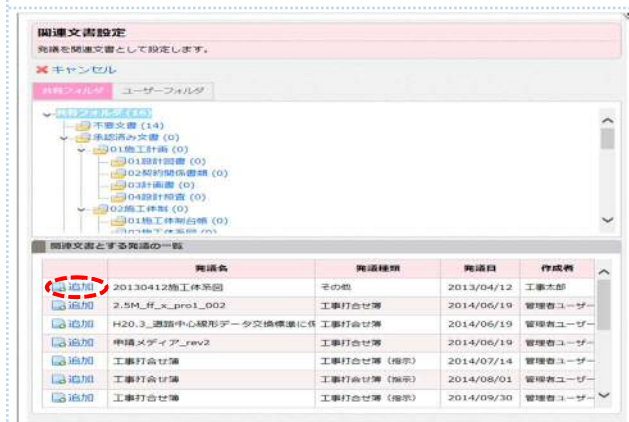 関連文書設定
発議を関連文書として設定します。
キャンセル
共有フォルダ ユーザーフォルダ
共有フォルダ (16)
不要文書 (14)
承認済み文書 (0)
01施工計画 (0)
01設計図書 (0)
02契約関係書類 (0)
03計画書 (0)
04設計照査 (0)
02施工体制 (0)
01施工体制台帳 (0)
02施工体系図 (0)
関連文書とする発議の一覧
発議名 発議種類 発議日 作成者
追加 20130412施工体系図 その他 2013/04/12 工事太郎
追加 2.5M_ff_x_pro1_002 工事打合せ簿 2014/06/19 管理者ユーザー
追加 H20.3_道路中心線形データ交換標準に係 工事打合せ簿 2014/06/19 管理者ユーザー
追加 申請メディア_rev2 工事打合せ簿 2014/06/19 管理者ユーザー
追加 工事打合せ簿 工事打合せ簿（指示） 2014/07/14 管理者ユーザー
追加 工事打合せ簿 工事打合せ簿（指示） 2014/08/01 管理者ユーザー
追加 工事打合せ簿 工事打合せ簿（指示） 2014/09/30 管理者ユーザー